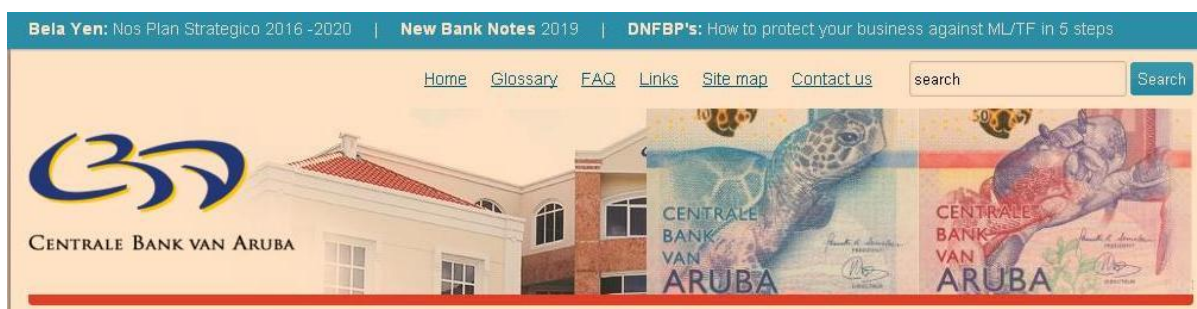 Bela Yen: Nos Plan Strategico 2016 -2020 | New Bank Notes 2019 | DNFBP's: How to protect your business against ML/TF in 5 steps
Home Glossary FAQ Links Site map Contact us search Search
CENTRALE BANK VAN ARUBA
CENTRALE
BANK
VAN
ARUBA
PRESIDENT
CENTRALE
BANK
VAN
ARUBA
PRESIDENT